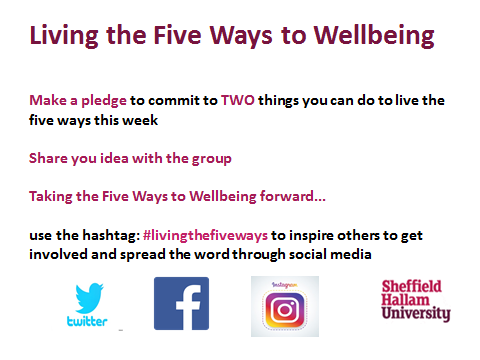 Living the Five Ways to Wellbeing
Make a pledge to commit to TWO things you can do to live the
five ways this week
Share you idea with the group
Taking the Five Ways to Wellbeing forward...
use the hashtag: #livingthefiveways to inspire others to get
involved and spread the word through social media
twitter
f
Instagram
Sheffield
Hallam
University